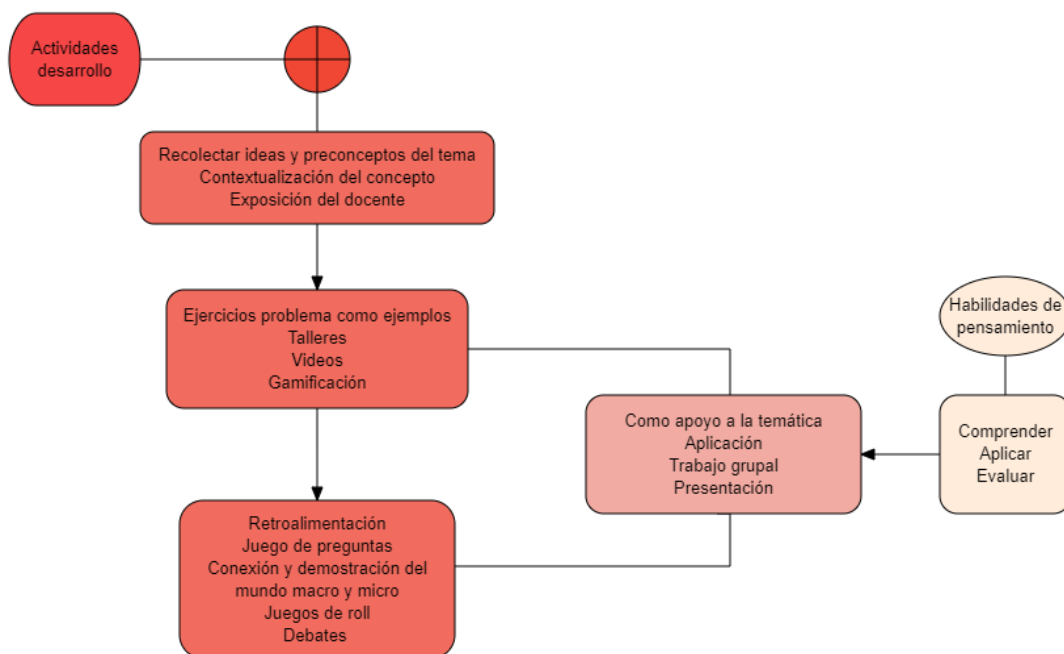 Actividades
desarrollo
Recolectar ideas y preconceptos del tema
Contextualización del concepto
Exposición del docente
Ejercicios problema como ejemplos
Talleres
Videos
Gamificación
Habilidades de
pensamiento
Como apoyo a la temática
Aplicación
Trabajo grupal
Presentación
Comprender
Aplicar
Evaluar
Retroalimentación
Juego de preguntas
Conexión y demostración del
mundo macro y micro
Juegos de roll
Debates